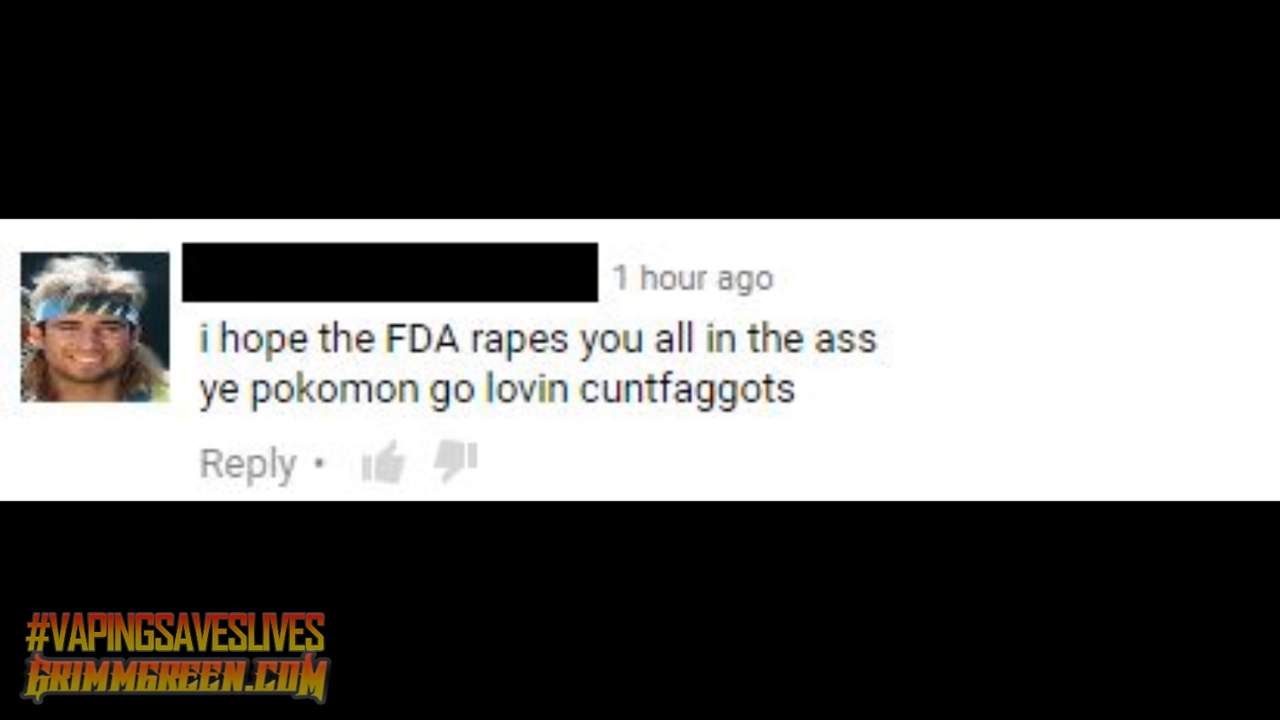 1 hour ago
i hope the FDA rapes you all in the ass
ye pokomon go lovin cuntfaggots
Reply •
#VAPINGSAVESLIVES
GRIMMGREEN.COM